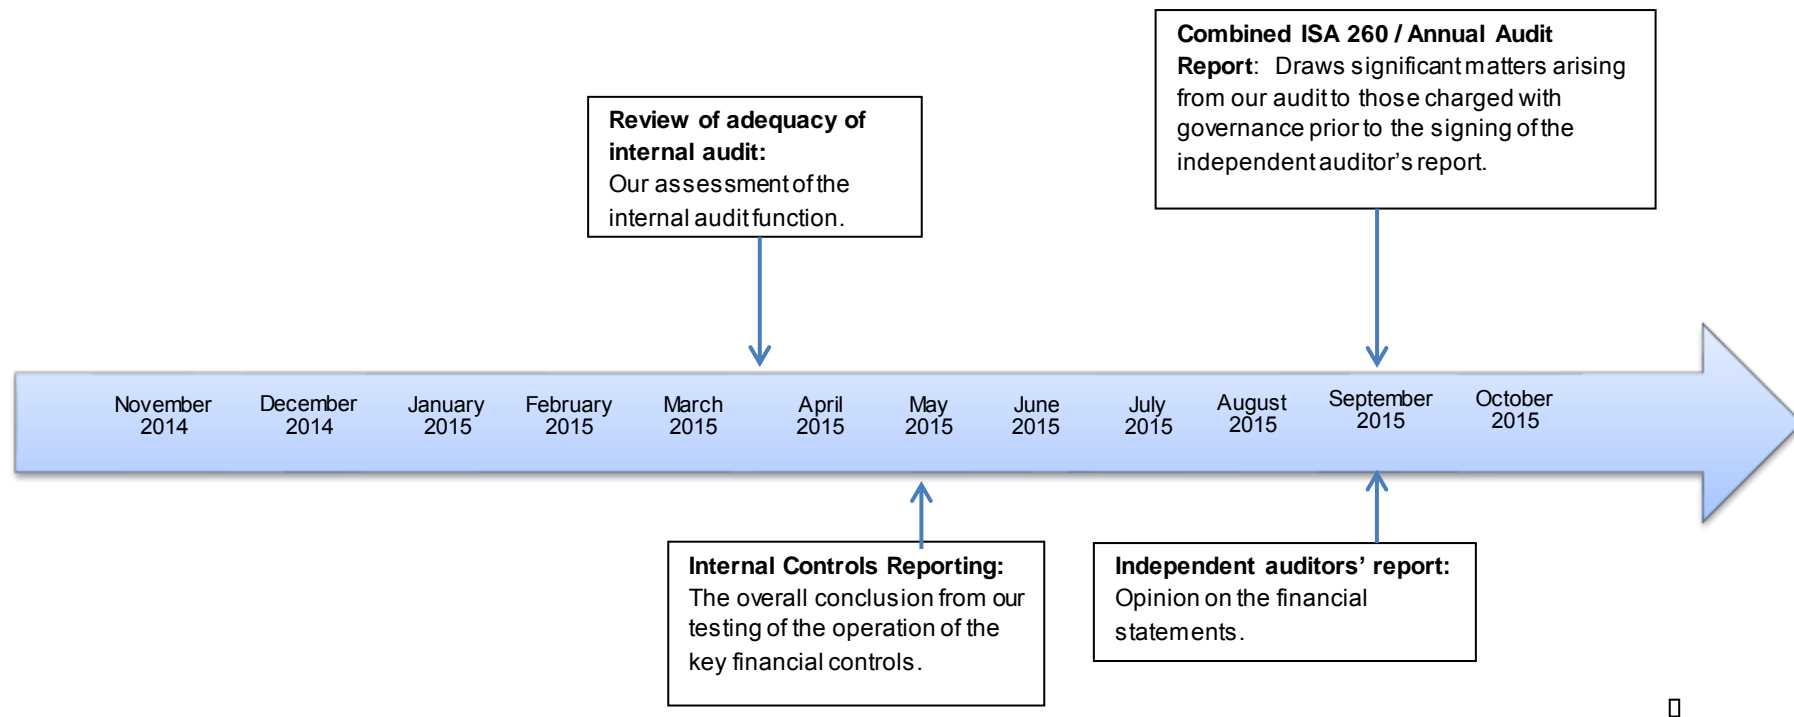 Combined ISA 260 / Annual Audit
Report: Draws significant matters arising
from our audit to those charged with
governance prior to the signing of the
independent auditor’s report.
Review of adequacy of
internal audit:
Our assessment of the
internal audit function.
November
2014
December
2014
January
2015
February
2015
March
2015
April
2015
May
2015
June
2015
July
2015
August
2015
September
2015
October
2015
Internal Controls Reporting:
The overall conclusion from our
testing of the operation of the
key financial controls.
Independent auditors’ report:
Opinion on the financial
statements.